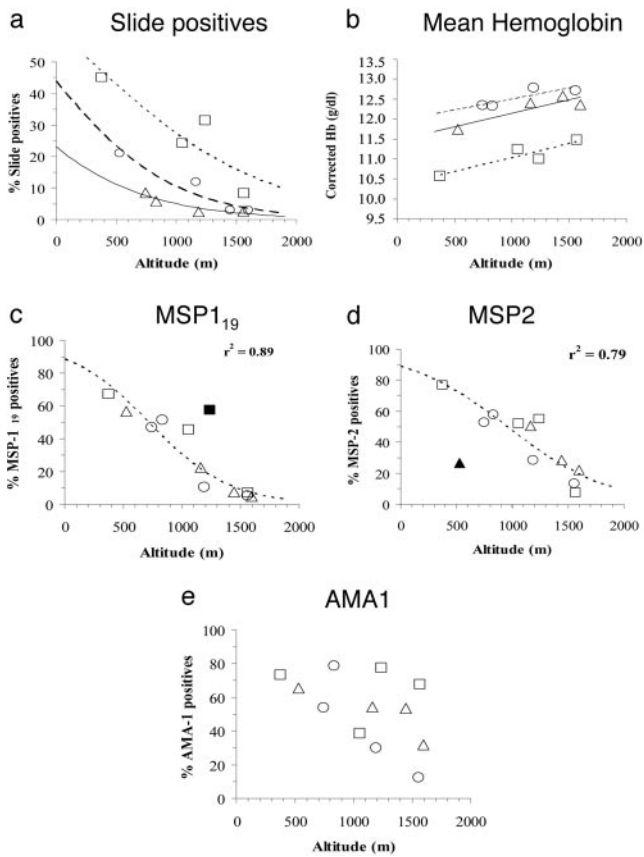 a Slide positives
% Slide positives
50
40
30
20
10
0
0 500 1000 1500 2000
Altitude (m)
b Mean Hemoglobin
Corrected Hb (g/dl)
13.5
13.0
12.5
12.0
11.5
11.0
10.5
10.0
9.5
0 500 1000 1500 2000
Altitude (m)
c MSP1₁₉
r² = 0.89
% MSP-1 ₁₉ positives
100
80
60
40
20
0
0 500 1000 1500 2000
Altitude (m)
d MSP2
r² = 0.79
% MSP-2 positives
100
80
60
40
20
0
0 500 1000 1500 2000
Altitude (m)
e AMA1
% AMA-1 positives
100
80
60
40
20
0
0 500 1000 1500 2000
Altitude (m)